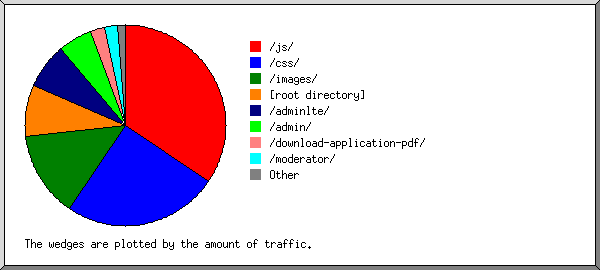 /js/
/css/
/images/
[root directory]
/adminlte/
/admin/
/download-application-pdf/
/moderator/
Other
The wedges are plotted by the amount of traffic.